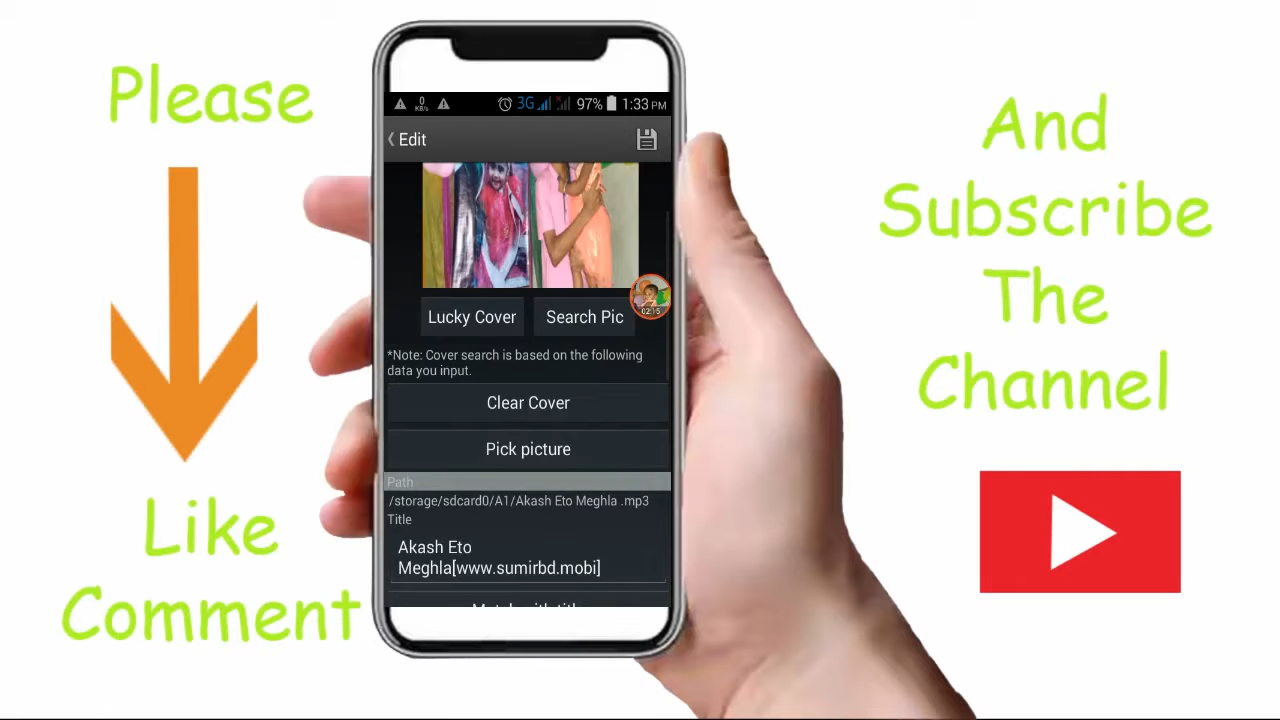 Please
Like
Comment
0
KB/s
3G
97%
1:33 PM
Edit
Lucky Cover
Search Pic
02:15
*Note: Cover search is based on the following
data you input.
Clear Cover
Pick picture
Path
/storage/sdcard0/A1/Akash Eto Meghla .mp3
Title
Akash Eto
Meghla[www.sumirbd.mobi]
And
Subscribe
The
Channel